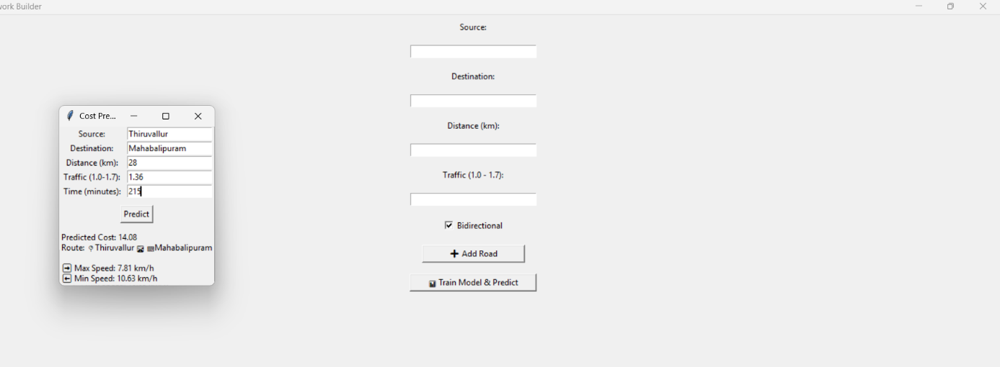 work Builder
Source:
Destination:
Distance (km):
Traffic (1.0 - 1.7):
Bidirectional
Add Road
Train Model & Predict
Cost Pre...
Source: Thiruvallur
Destination: Mahabalipuram
Distance (km): 28
Traffic (1.0-1.7): 1.36
Time (minutes): 215
Predict
Predicted Cost: 14.08
Route: Thiruvallur Mahabalipuram
Max Speed: 7.81 km/h
Min Speed: 10.63 km/h